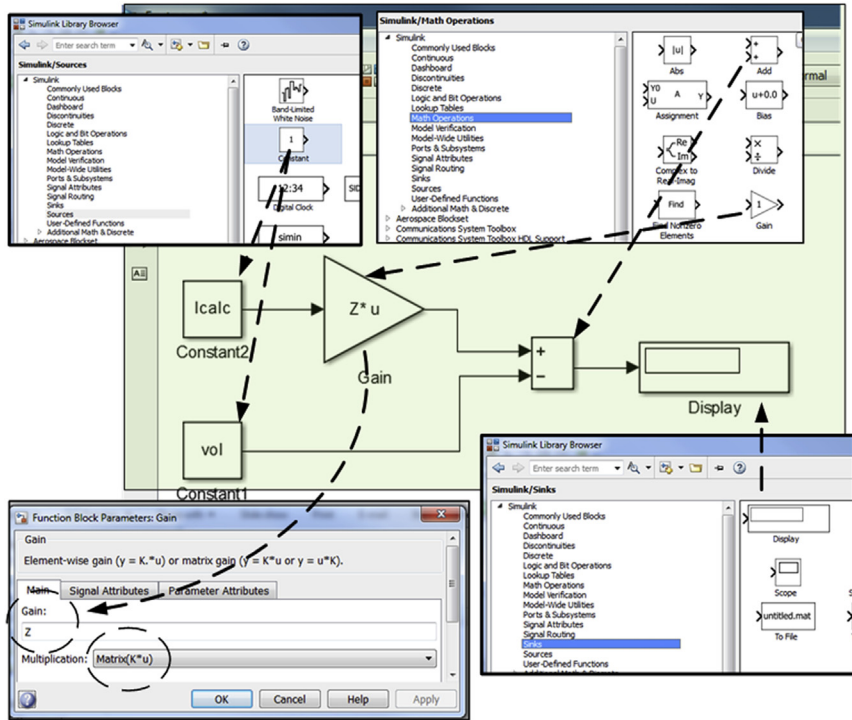 Simulink Library Browser
Enter search term
Simulink/Sources
Simulink
Commonly Used Blocks
Continuous
Dashboard
Discontinuities
Discrete
Logic and Bit Operations
Lookup Tables
Math Operations
Model Verification
Model-Wide Utilities
Ports & Subsystems
Signal Attributes
Signal Routing
Sinks
Sources
User-Defined Functions
Additional Math & Discrete
Aerospace Blockset
Band-Limited
White Noise
1
Constant
12:34
Digital Clock
SID
simin
Simulink/Math Operations
Simulink
Commonly Used Blocks
Continuous
Dashboard
Discontinuities
Discrete
Logic and Bit Operations
Lookup Tables
Math Operations
Model Verification
Model-Wide Utilities
Ports & Subsystems
Signal Attributes
Signal Routing
Sinks
Sources
User-Defined Functions
Additional Math & Discrete
Aerospace Blockset
Communications System Toolbox
Communications System Toolbox HDL Support
|u|
Abs
+
+
Add
Y0
U
A
Y
Assignment
u+0.0
Bias
Re
Im
Complex to
Real-Imag
×
÷
Divide
Find
Find Nonzero
Elements
1
Gain
rmal
Icalc
Constant2
Z* u
Gain
+
−
Display
vol
Constant1
Function Block Parameters: Gain
Gain
Element-wise gain (y = K.*u) or matrix gain (y = K*u or y = u*K).
Main
Signal Attributes
Parameter Attributes
Gain:
Z
Multiplication:
Matrix(K*u)
OK
Cancel
Help
Apply
Simulink Library Browser
Enter search term
Simulink/Sinks
Simulink
Commonly Used Blocks
Continuous
Dashboard
Discontinuities
Discrete
Logic and Bit Operations
Lookup Tables
Math Operations
Model Verification
Model-Wide Utilities
Ports & Subsystems
Signal Attributes
Signal Routing
Sinks
Sources
User-Defined Functions
Display
Scope
untitled.mat
To File